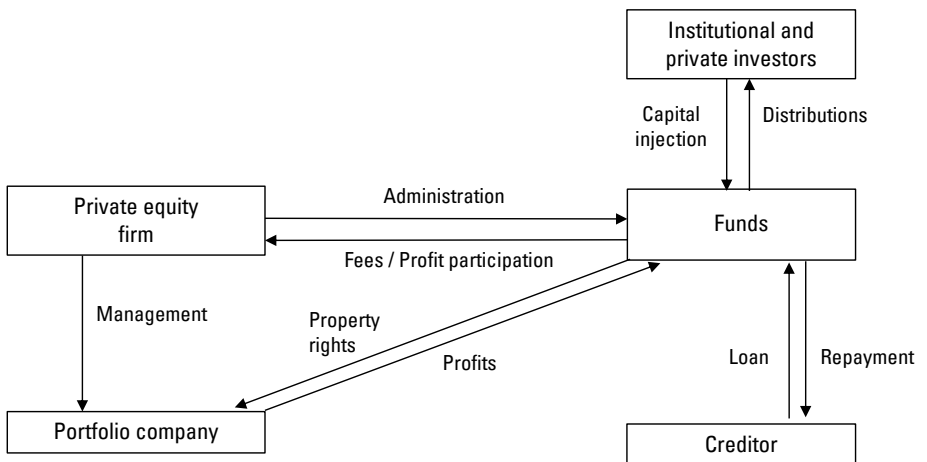 Institutional and
private investors
Capital
injection
Distributions
Private equity
firm
Administration
Funds
Fees / Profit participation
Management
Property
rights
Profits
Loan
Repayment
Portfolio company
Creditor